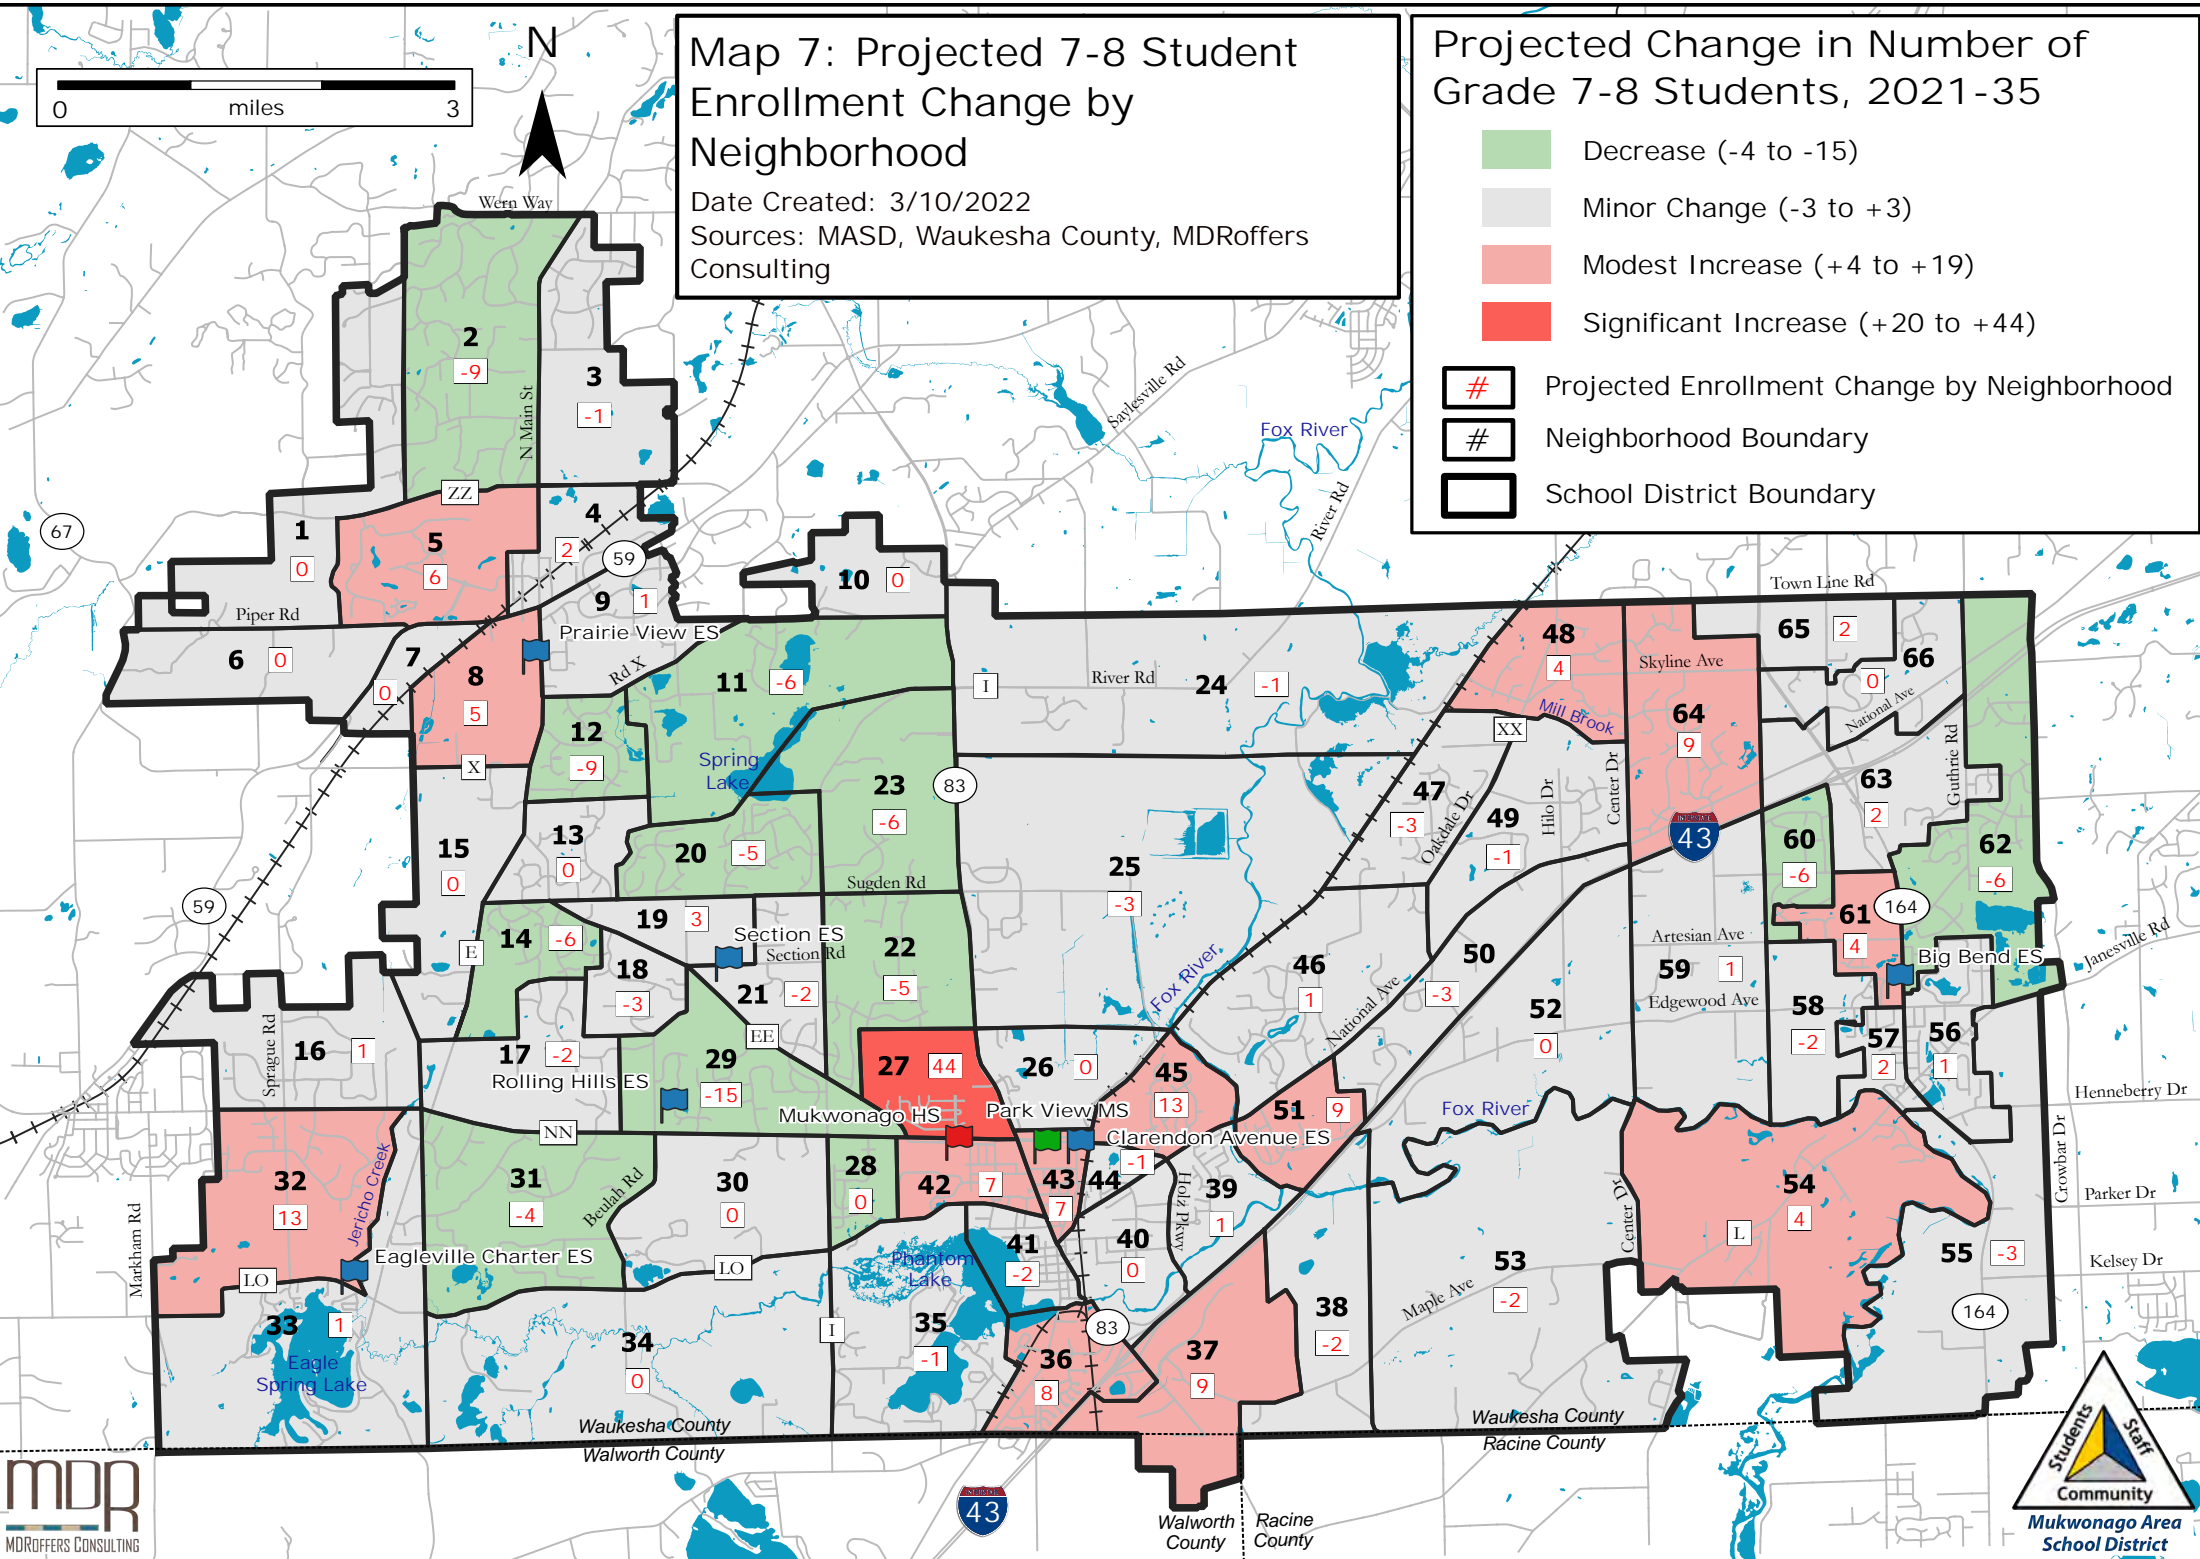 Map 7: Projected 7-8 Student
Enrollment Change by
Neighborhood
Date Created: 3/10/2022
Sources: MASD, Waukesha County, MDRoffers
Consulting
Projected Change in Number of
Grade 7-8 Students, 2021-35
Decrease (-4 to -15)
Minor Change (-3 to +3)
Modest Increase (+4 to +19)
Significant Increase (+20 to +44)
# Projected Enrollment Change by Neighborhood
# Neighborhood Boundary
School District Boundary
N
0 miles 3
Wern Way
2
-9
N Main St
3
-1
ZZ
67
1
0
5
6
4
2
59
9
1
10
0
Piper Rd
Prairie View ES
6
0
7
0
8
5
X
Rd X
11
-6
12
-9
Spring
Lake
23
-6
83
I
River Rd
24
-1
Saylesville Rd
Fox River
River Rd
Town Line Rd
48
4
Mill Brook
Skyline Ave
64
9
65
2
66
0
National Ave
XX
47
-3
Oakdale Dr
49
-1
Hilo Dr
Center Dr
43
63
2
Guthrie Rd
60
-6
62
-6
61
4
164
Big Bend ES
Janesville Rd
15
0
13
0
20
-5
Sugden Rd
25
-3
59
E
14
-6
19
3
Section ES
Section Rd
18
-3
21
-2
22
-5
EE
Fox River
46
1
National Ave
50
-3
52
0
Artesian Ave
59
1
Edgewood Ave
58
-2
57
2
56
1
Henneberry Dr
Sprague Rd
16
1
17
-2
Rolling Hills ES
29
-15
27
44
26
0
45
13
51
9
Mukwonago HS
Park View MS
Clarendon Avenue ES
Fox River
NN
32
13
Jericho Creek
Markham Rd
31
-4
Beulah Rd
30
0
28
0
42
7
43
7
44
-1
Holz Pkwy
39
1
40
0
41
-2
Center Dr
54
4
L
Crowbar Dr
Parker Dr
Kelsey Dr
55
-3
164
Eagleville Charter ES
LO
LO
33
1
Eagle
Spring Lake
34
0
I
Phantom
Lake
35
-1
36
8
83
37
9
38
-2
53
-2
Maple Ave
Waukesha County
Walworth County
Waukesha County
Racine County
43
Walworth
County
Racine
County
MDR
MDROFFERS CONSULTING
Students
Staff
Community
Mukwonago Area
School District
INTERSTATE
INTERSTATE